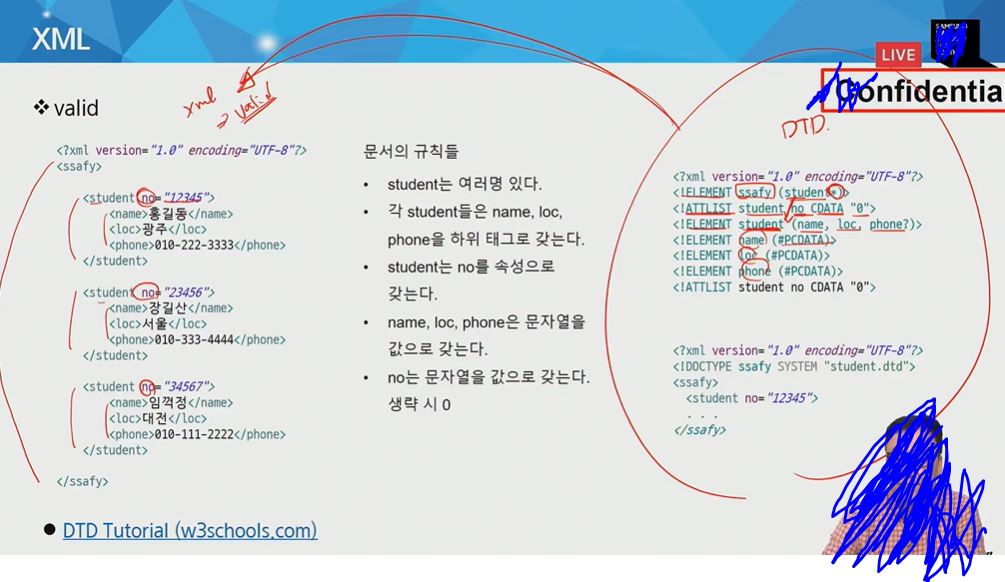 XML
LIVE
SAMSUNG
Confidentia
❖ valid
xml
⇒ valid
DTD.
<?xml version="1.0" encoding="UTF-8"?>
<ssafy>
<student no="12345">
<name>홍길동</name>
<loc>광주</loc>
<phone>010-222-3333</phone>
</student>
<student no="23456">
<name>장길산</name>
<loc>서울</loc>
<phone>010-333-4444</phone>
</student>
<student no="34567">
<name>임꺽정</name>
<loc>대전</loc>
<phone>010-111-2222</phone>
</student>
</ssafy>
문서의 규칙들
• student는 여러명 있다.
• 각 student들은 name, loc,
phone을 하위 태그로 갖는다.
• student는 no를 속성으로
갖는다.
• name, loc, phone은 문자열을
값으로 갖는다.
• no는 문자열을 값으로 갖는다.
생략 시 0
<?xml version="1.0" encoding="UTF-8"?>
<!ELEMENT ssafy (student*)>
<!ATTLIST student no CDATA "0">
<!ELEMENT student (name, loc, phone?)>
<!ELEMENT name (#PCDATA)>
<!ELEMENT loc (#PCDATA)>
<!ELEMENT phone (#PCDATA)>
<!ATTLIST student no CDATA "0">
<?xml version="1.0" encoding="UTF-8"?>
<!DOCTYPE ssafy SYSTEM "student.dtd">
<ssafy>
<student no="12345">
. . .
</ssafy>
● DTD Tutorial (w3schools.com)